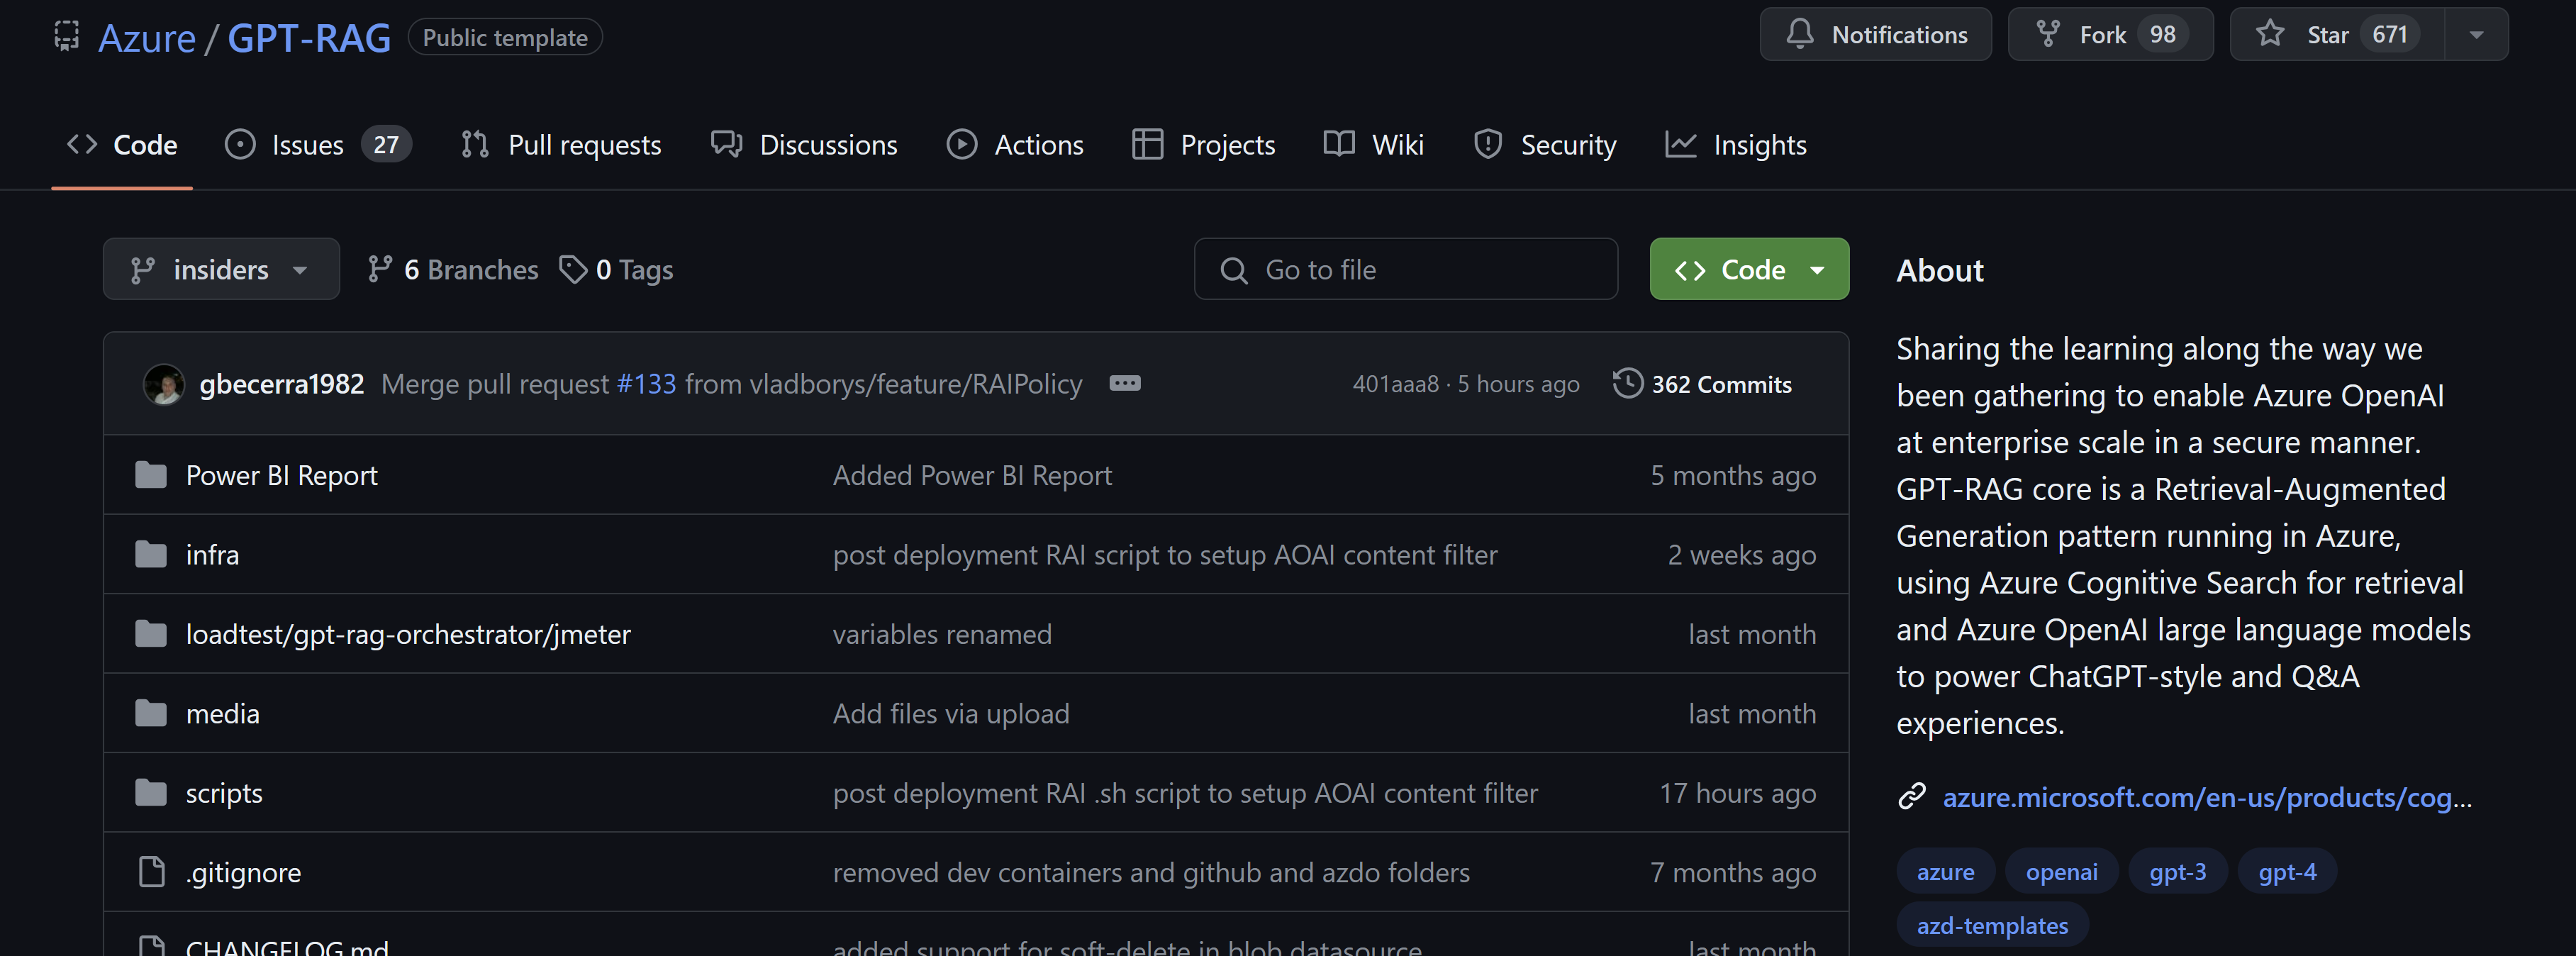 Azure / GPT-RAG Public template Notifications Fork 98 Star 671
Code Issues 27 Pull requests Discussions Actions Projects Wiki Security Insights
insiders 6 Branches 0 Tags Go to file Code
gbecerra1982 Merge pull request #133 from vladborys/feature/RAIPolicy 401aaa8 · 5 hours ago 362 Commits
Power BI Report Added Power BI Report 5 months ago
infra post deployment RAI script to setup AOAI content filter 2 weeks ago
loadtest/gpt-rag-orchestrator/jmeter variables renamed last month
media Add files via upload last month
scripts post deployment RAI .sh script to setup AOAI content filter 17 hours ago
.gitignore removed dev containers and github and azdo folders 7 months ago
CHANGELOG.md added support for soft-delete in blob datasource last month
About
Sharing the learning along the way we
been gathering to enable Azure OpenAI
at enterprise scale in a secure manner.
GPT-RAG core is a Retrieval-Augmented
Generation pattern running in Azure,
using Azure Cognitive Search for retrieval
and Azure OpenAI large language models
to power ChatGPT-style and Q&A
experiences.
azure.microsoft.com/en-us/products/cog...
azure openai gpt-3 gpt-4
azd-templates